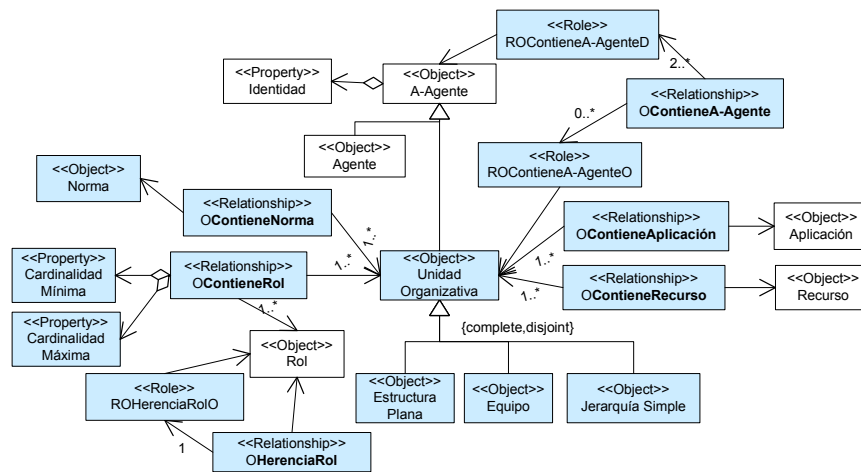 <<Role>>
ROContieneA-AgenteD
<<Property>>
Identidad
<<Object>>
A-Agente
2..*
<<Relationship>>
OContieneA-Agente
0..*
<<Object>>
Agente
<<Role>>
ROContieneA-AgenteO
<<Object>>
Norma
<<Relationship>>
OContieneNorma
1..*
<<Relationship>>
OContieneAplicación
1..*
<<Object>>
Aplicación
<<Property>>
Cardinalidad
Mínima
<<Relationship>>
OContieneRol
1..*
1..*
<<Object>>
Unidad
Organizativa
<<Relationship>>
OContieneRecurso
1..*
<<Object>>
Recurso
<<Property>>
Cardinalidad
Máxima
{complete,disjoint}
<<Object>>
Rol
<<Role>>
ROHerenciaRolO
<<Object>>
Estructura
Plana
<<Object>>
Equipo
<<Object>>
Jerarquía Simple
1
<<Relationship>>
OHerenciaRol